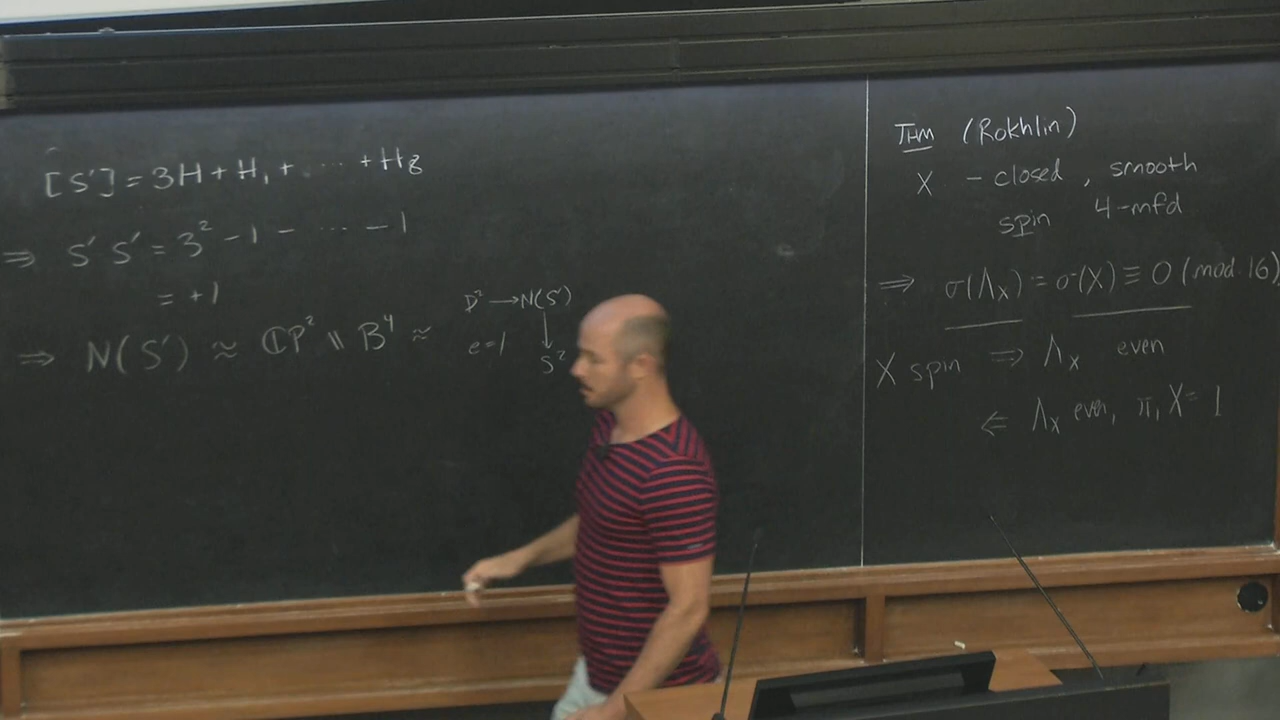 [S'] = 3H + H₁ + ⋯ + H₈
⇒ S' S' = 3² - 1 - ⋯ - 1
= +1
⇒ N(S') ≈ ℂP² \\ B⁴ ≈
D² → N(S')
↓
e=1 S²
THM (Rokhlin)
X - closed, smooth
spin 4-mfd
⇒ σ(Λ_X) = σ(X) ≡ 0 (mod 16)
X spin ⇒ Λ_X even
⇐ Λ_X even, π₁X = 1